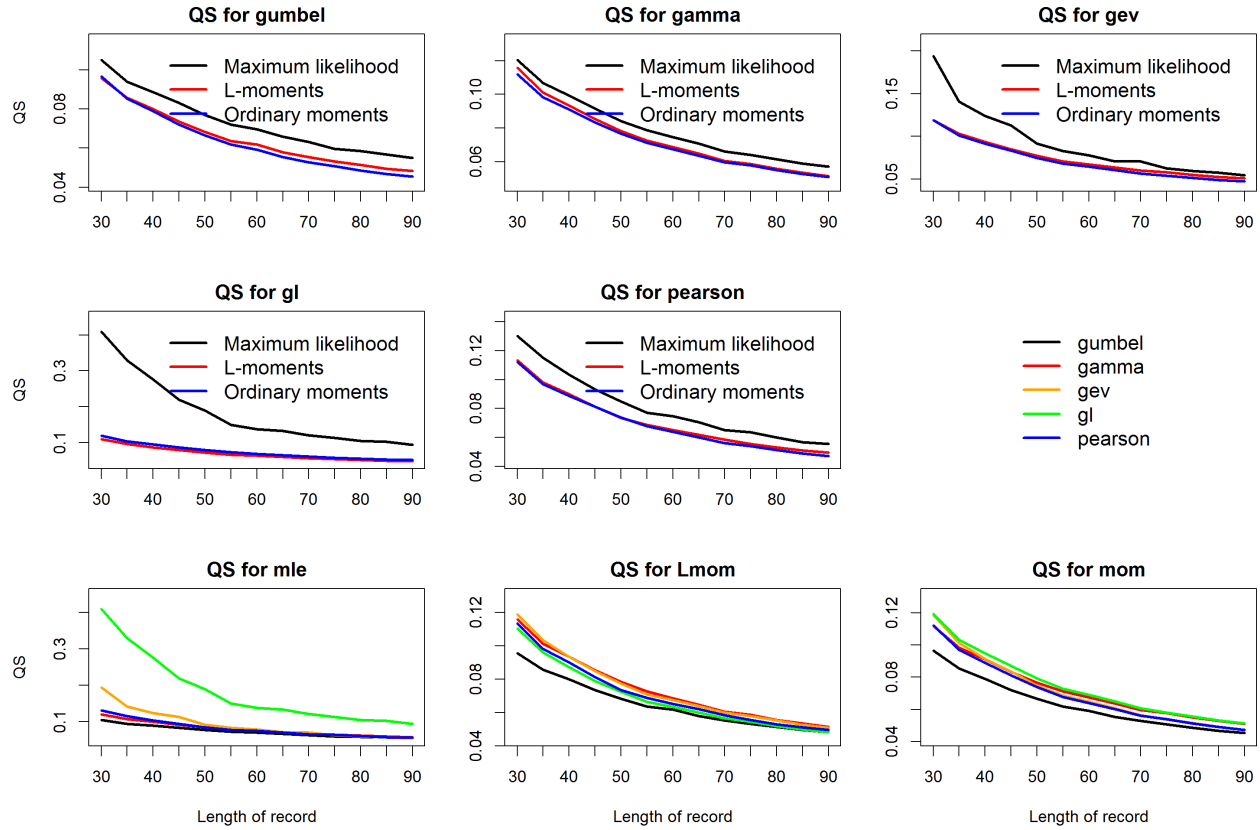 QS for gumbel
QS
0.04 0.08
Maximum likelihood
L-moments
Ordinary moments
30 40 50 60 70 80 90
QS for gamma
0.06 0.10
Maximum likelihood
L-moments
Ordinary moments
30 40 50 60 70 80 90
QS for gev
0.05 0.15
Maximum likelihood
L-moments
Ordinary moments
30 40 50 60 70 80 90
QS for gl
QS
0.1 0.3
Maximum likelihood
L-moments
Ordinary moments
30 40 50 60 70 80 90
QS for pearson
0.04 0.08 0.12
Maximum likelihood
L-moments
Ordinary moments
30 40 50 60 70 80 90
gumbel
gamma
gev
gl
pearson
QS for mle
QS
0.1 0.3
30 40 50 60 70 80 90
Length of record
QS for Lmom
0.04 0.08 0.12
30 40 50 60 70 80 90
Length of record
QS for mom
0.04 0.08 0.12
30 40 50 60 70 80 90
Length of record